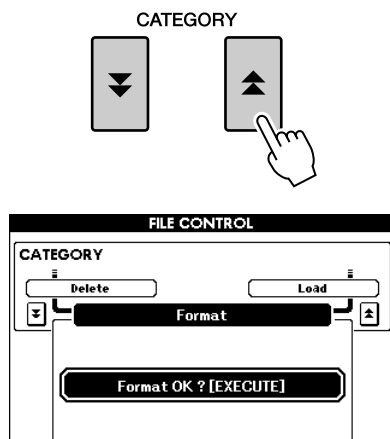 CATEGORY
FILE CONTROL
CATEGORY
Delete Load
Format
Format OK ? [EXECUTE]